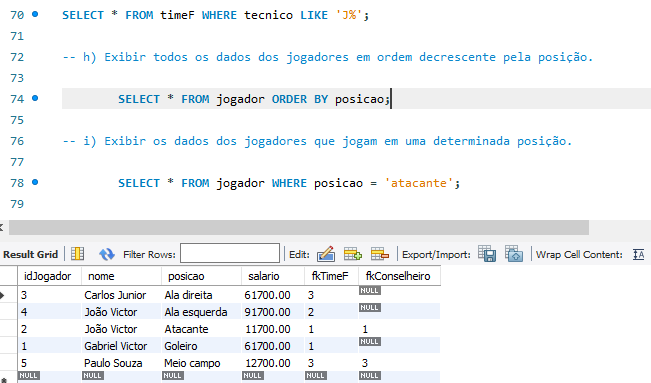 70 SELECT * FROM timeF WHERE tecnico LIKE 'J%';
71
72 -- h) Exibir todos os dados dos jogadores em ordem decrescente pela posição.
73
74 SELECT * FROM jogador ORDER BY posicao;
75
76 -- i) Exibir os dados dos jogadores que jogam em uma determinada posição.
77
78 SELECT * FROM jogador WHERE posicao = 'atacante';
79
Result Grid Filter Rows: Edit: Export/Import: Wrap Cell Content: IA
idJogador nome posicao salario fkTimeF fkConselheiro
3 Carlos Junior Ala direita 61700.00 3 NULL
4 João Victor Ala esquerda 91700.00 2 NULL
2 João Victor Atacante 11700.00 1 1
1 Gabriel Victor Goleiro 61700.00 1 NULL
5 Paulo Souza Meio campo 12700.00 3 3
NULL NULL NULL NULL NULL NULL